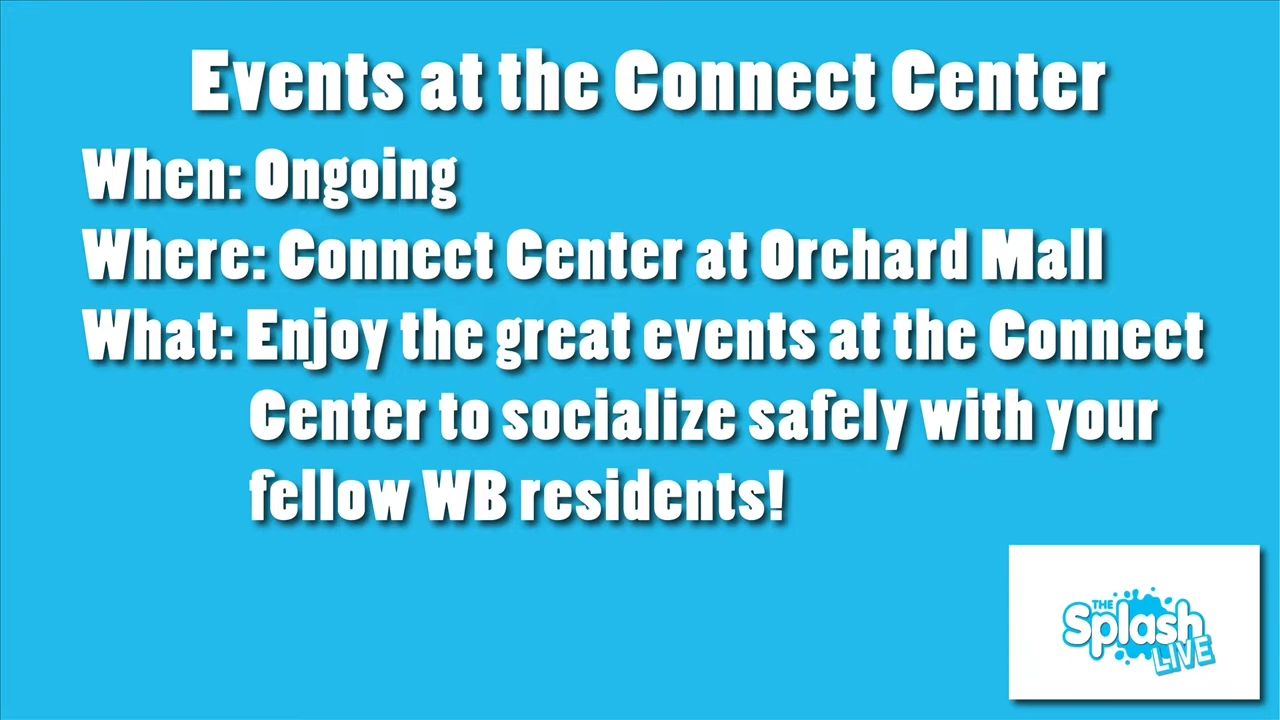 Events at the Connect Center
When: Ongoing
Where: Connect Center at Orchard Mall
What: Enjoy the great events at the Connect
Center to socialize safely with your
fellow WB residents!
THE
Splash
LIVE